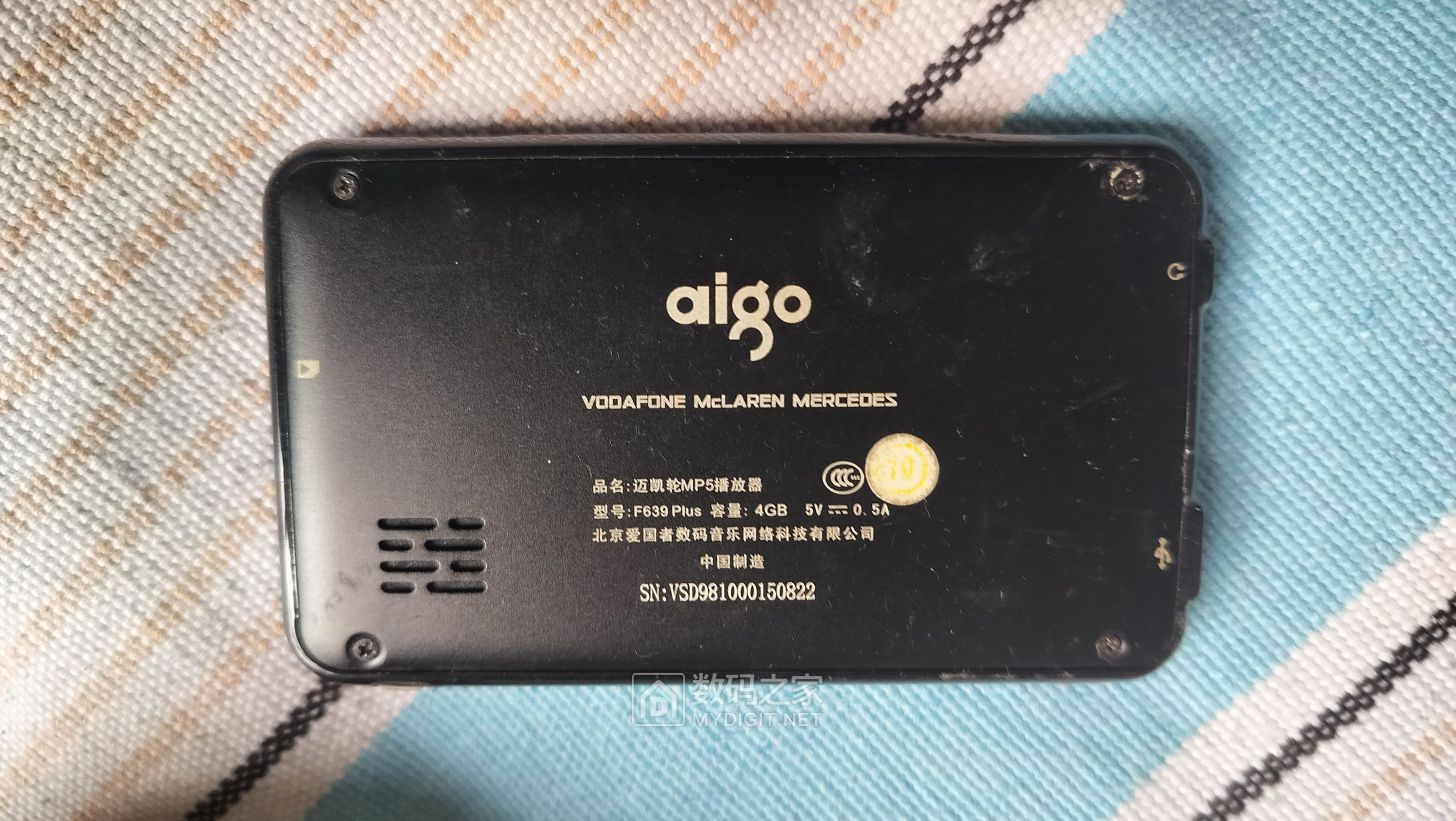 aigo
VODAFONE McLAREN MERCEDES
品名:迈凯轮MP5播放器
型号:F639 Plus 容量: 4GB 5V 0.5A
北京爱国者数码音乐网络科技有限公司
中国制造
SN:VSD981000150822
数码之家
MYDIGIT.NET